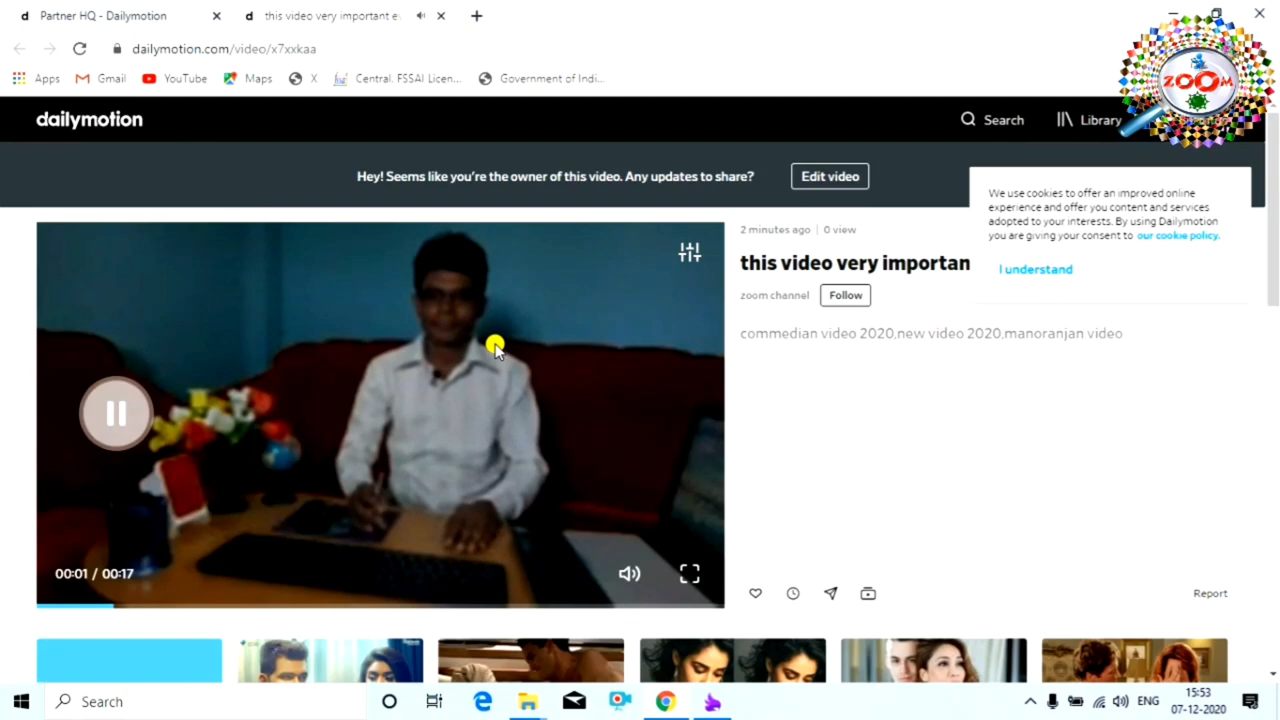 Partner HQ - Dailymotion
this video very important e
dailymotion.com/video/x7xxkaa
Apps
Gmail
YouTube
Maps
X
Central. FSSAI Licen...
Government of Indi...
ZOOM
dailymotion
Search
Library
Hey! Seems like you're the owner of this video. Any updates to share?
Edit video
We use cookies to offer an improved online
experience and offer you content and services
adopted to your interests. By using Dailymotion
you are giving your consent to our cookie policy.
I understand
2 minutes ago | 0 view
this video very importan
zoom channel
Follow
commedian video 2020,new video 2020,manoranjan video
00:01 / 00:17
Report
Search
ENG
15:53
07-12-2020